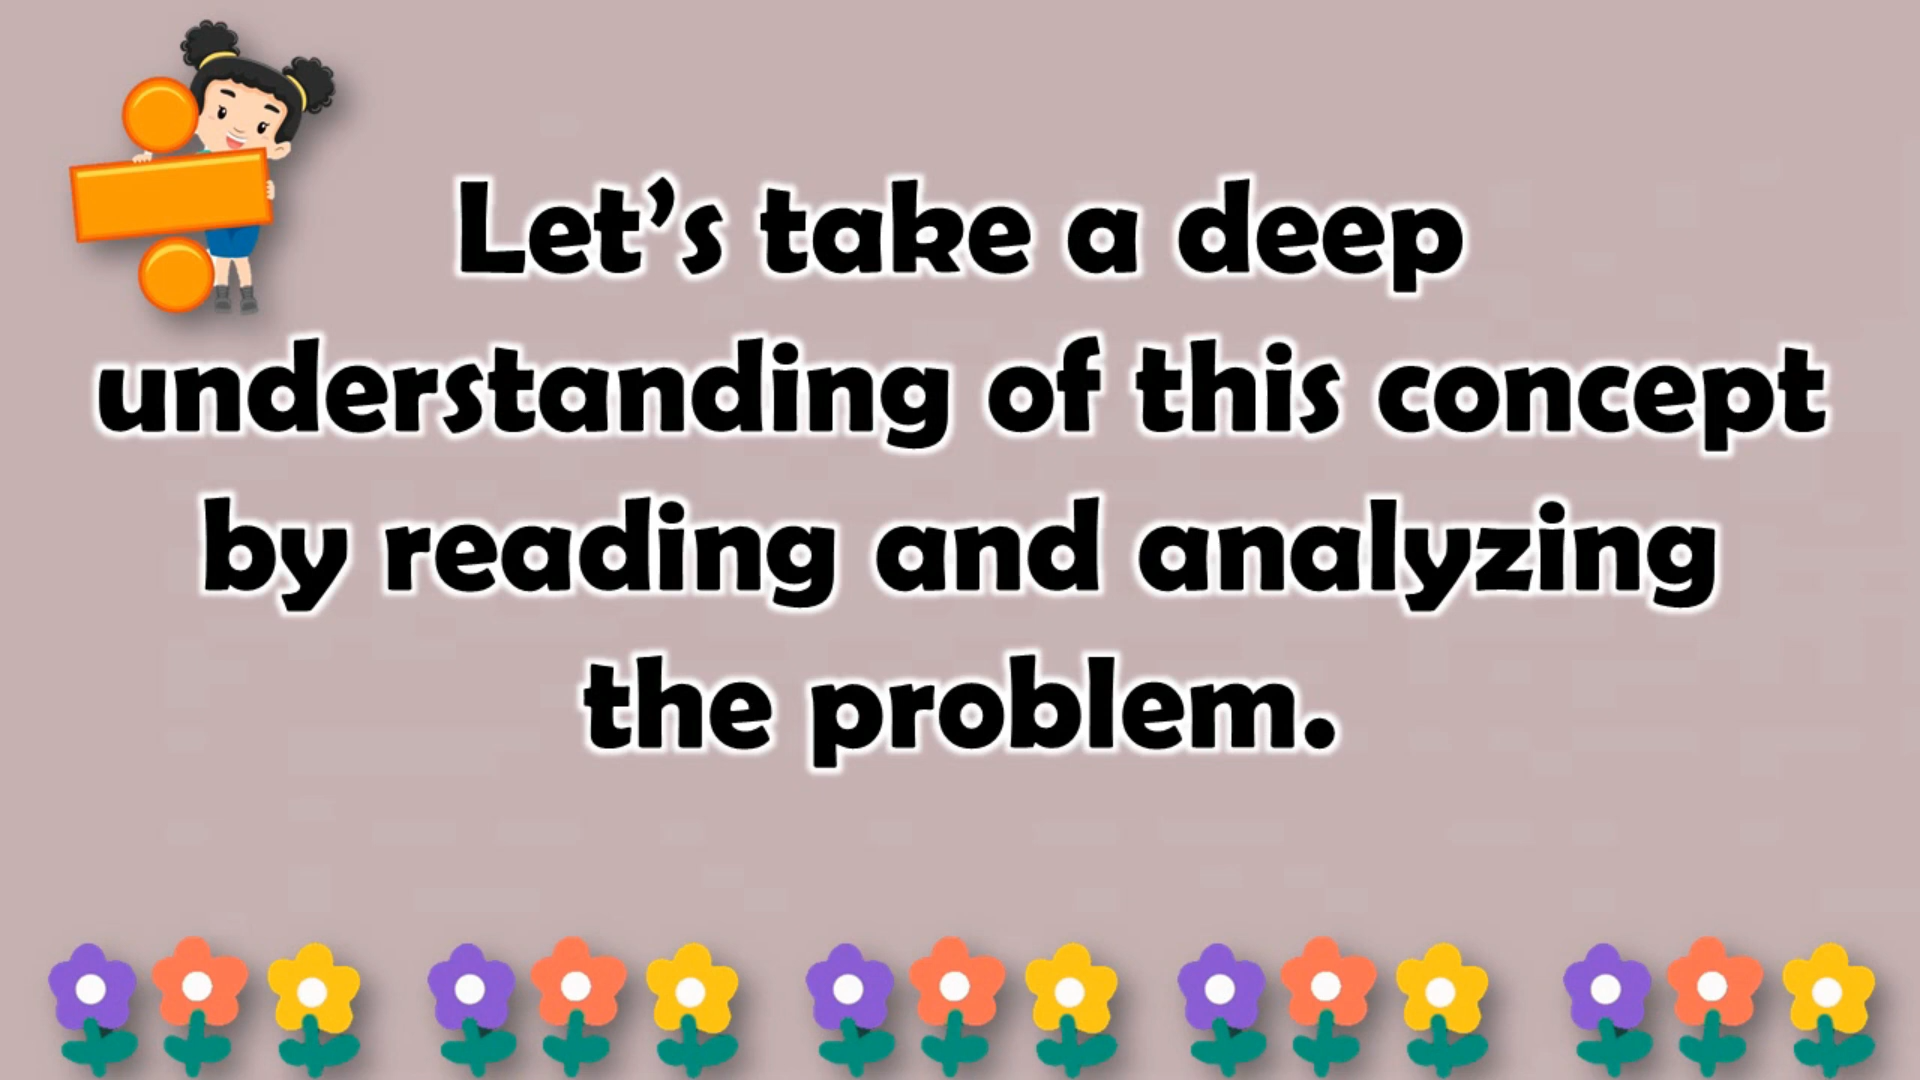 Let’s take a deep
understanding of this concept
by reading and analyzing
the problem.